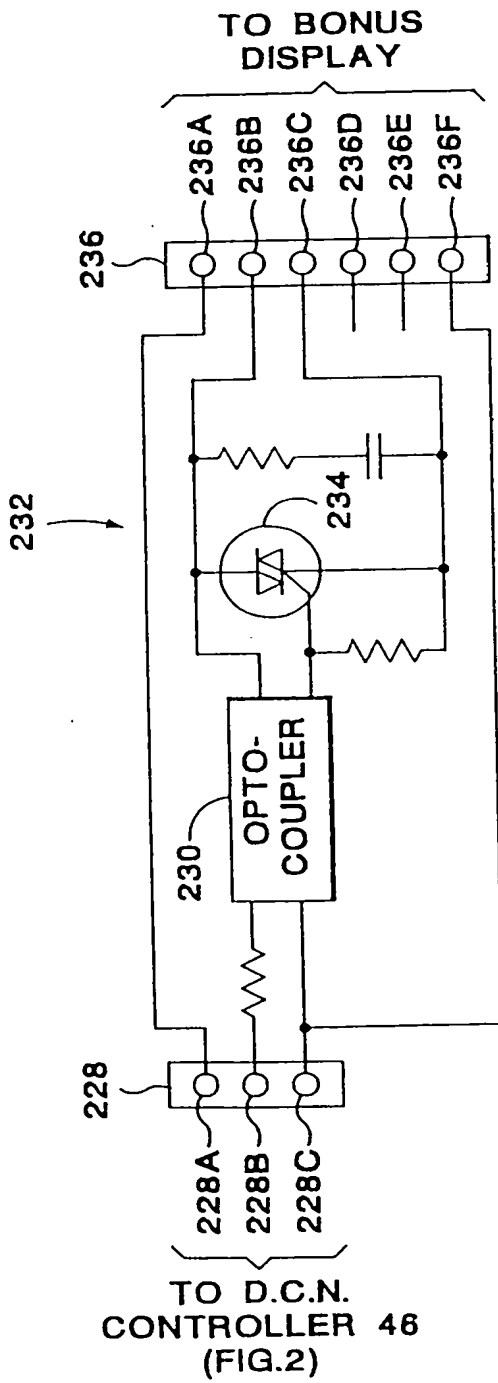 TO BONUS
DISPLAY
236
236A
236B
236C
236D
236E
236F
232
234
230
OPTO-
COUPLER
228
228A
228B
228C
TO D.C.N.
CONTROLLER 46
(FIG.2)